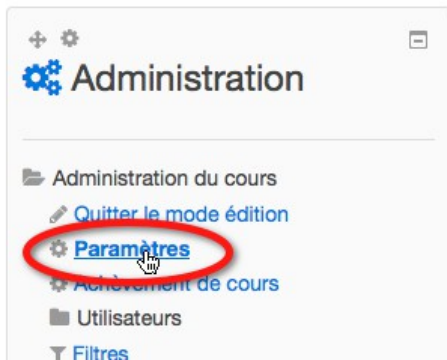 Administration
Administration du cours
Quitter le mode édition
Paramètres
Achèvement de cours
Utilisateurs
Filtres